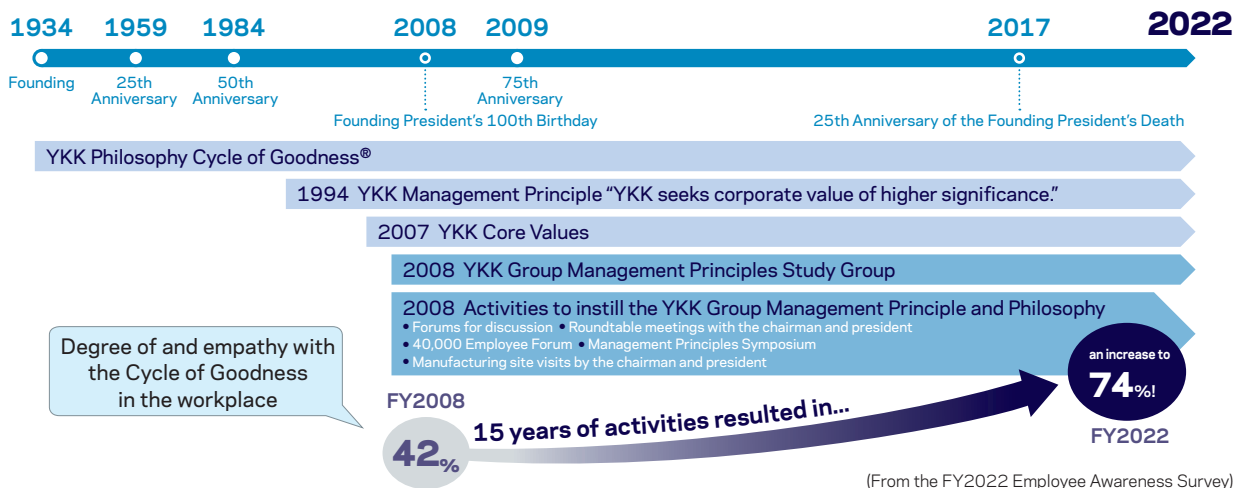 1934 1959 1984 2008 2009 2017 2022
Founding
25th
Anniversary
50th
Anniversary
75th
Anniversary
Founding President's 100th Birthday
25th Anniversary of the Founding President's Death
YKK Philosophy Cycle of Goodness®
1994 YKK Management Principle “YKK seeks corporate value of higher significance.”
2007 YKK Core Values
2008 YKK Group Management Principles Study Group
2008 Activities to instill the YKK Group Management Principle and Philosophy
• Forums for discussion • Roundtable meetings with the chairman and president
• 40,000 Employee Forum • Management Principles Symposium
• Manufacturing site visits by the chairman and president
Degree of and empathy with
the Cycle of Goodness
in the workplace
FY2008
42%
15 years of activities resulted in...
an increase to
74%!
FY2022
(From the FY2022 Employee Awareness Survey)